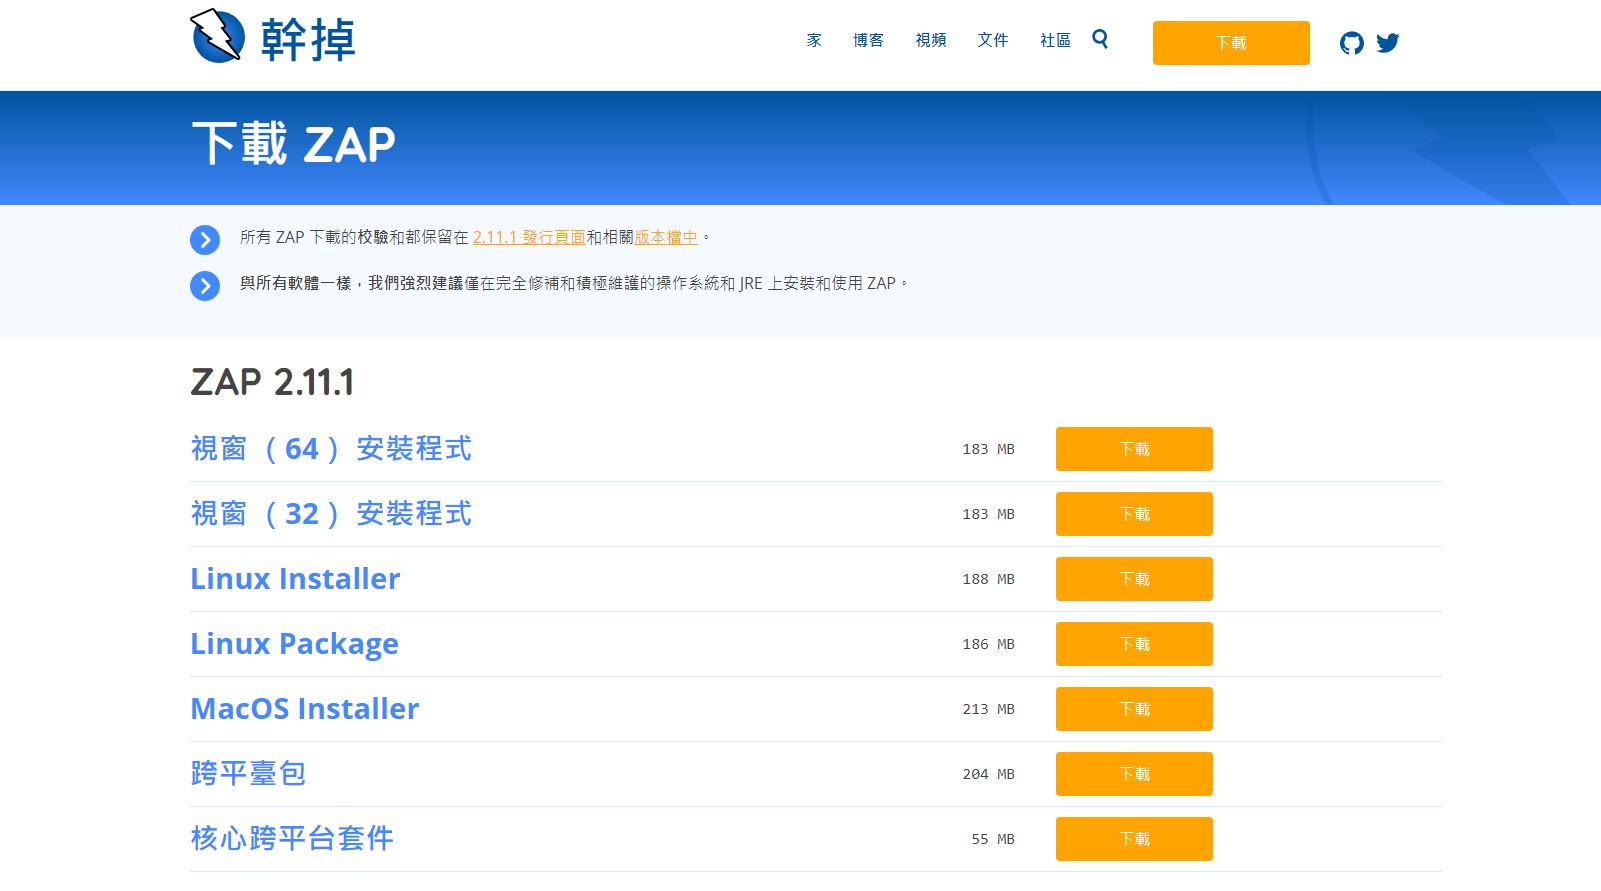 幹掉
家 博客 視頻 文件 社區 下載
下載 ZAP
所有 ZAP 下載的校驗和都保留在 2.11.1 發行頁面和相關版本檔中。
與所有軟體一樣，我們強烈建議僅在完全修補和積極維護的操作系統和 JRE 上安裝和使用 ZAP。
ZAP 2.11.1
視窗 （64） 安裝程式 183 MB 下載
視窗 （32） 安裝程式 183 MB 下載
Linux Installer 188 MB 下載
Linux Package 186 MB 下載
MacOS Installer 213 MB 下載
跨平臺包 204 MB 下載
核心跨平台套件 55 MB 下載